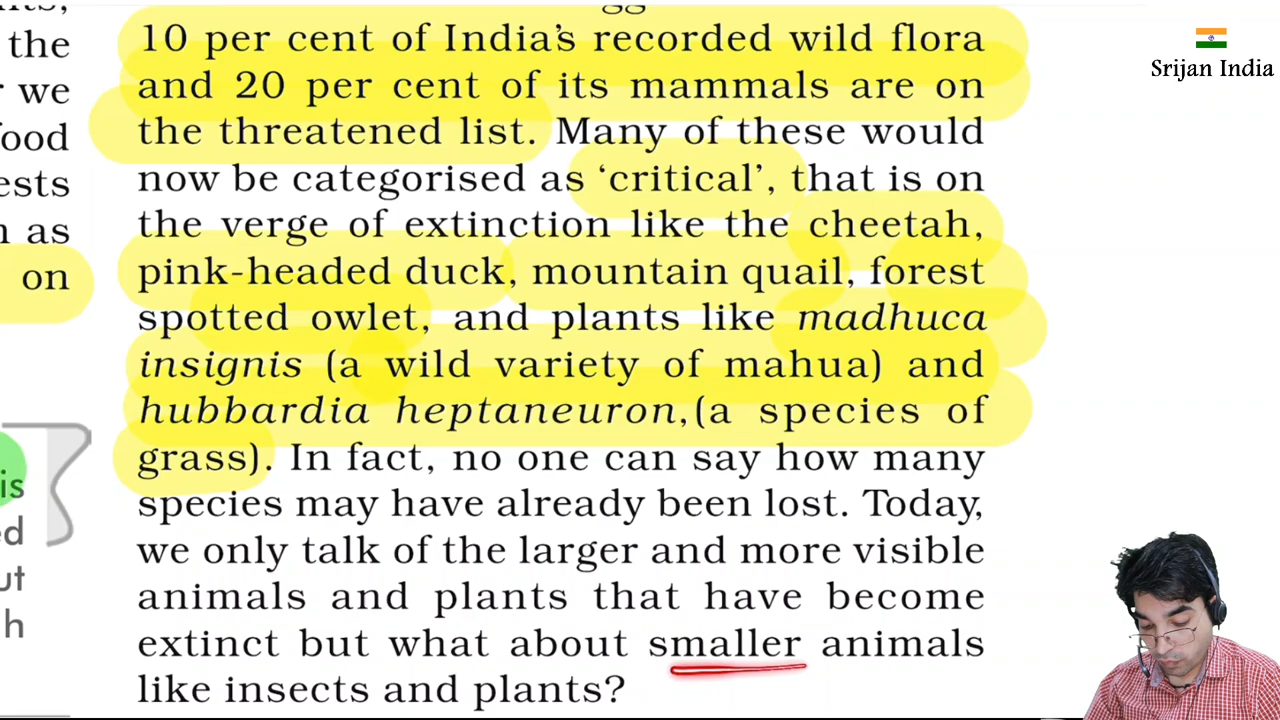 10 per cent of India's recorded wild flora
and 20 per cent of its mammals are on
the threatened list. Many of these would
now be categorised as ‘critical’, that is on
the verge of extinction like the cheetah,
pink-headed duck, mountain quail, forest
spotted owlet, and plants like madhuca
insignis (a wild variety of mahua) and
hubbardia heptaneuron,(a species of
grass). In fact, no one can say how many
species may have already been lost. Today,
we only talk of the larger and more visible
animals and plants that have become
extinct but what about smaller animals
like insects and plants?
the
we
on
is
Srijan India